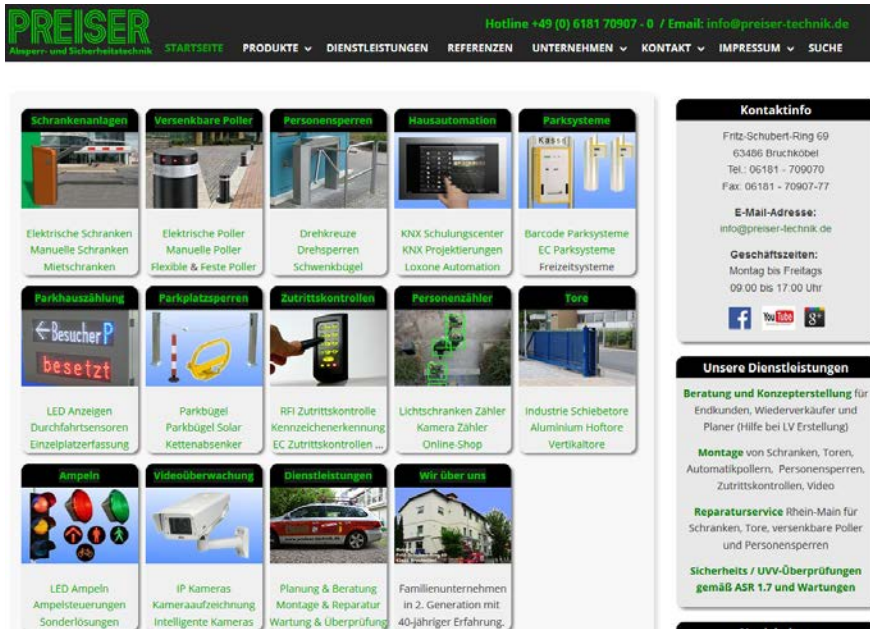 PREISER
Absperr- und Sicherheitstechnik
Hotline +49 (0) 6181 70907 - 0 / Email: info@preiser-technik.de
STARTSEITE PRODUKTE DIENSTLEISTUNGEN REFERENZEN UNTERNEHMEN KONTAKT IMPRESSUM SUCHE
Schrankenanlagen
Elektrische Schranken
Manuelle Schranken
Mietschranken
Versenkbare Poller
Elektrische Poller
Manuelle Poller
Flexible & Feste Poller
Personensperren
Drehkreuze
Drehsperren
Schwenkbügel
Hausautomation
KNX Schulungscenter
KNX Projektierungen
Loxone Automation
Parksysteme
Barcode Parksysteme
EC Parksysteme
Freizeitsysteme
Parkhauszählung
Besucher P
besetzt
LED Anzeigen
Durchfahrtsensoren
Einzelplatzerfassung
Parkplatzsperren
Parkbügel
Parkbügel Solar
Kettenabsenker
Zutrittskontrollen
RFI Zutrittskontrolle
Kennzeichenerkennung
EC Zutrittskontrollen ...
Personenzähler
Lichtschranken Zähler
Kamera Zähler
Online-Shop
Tore
Industrie Schiebetore
Aluminium Hoftore
Vertikaltore
Ampeln
LED Ampeln
Ampelsteuerungen
Sonderlösungen
Videoüberwachung
IP Kameras
Kameraaufzeichnung
Intelligente Kameras
Dienstleistungen
www.preiser-technik.de
Planung & Beratung
Montage & Reparatur
Wartung & Überprüfung
Wir über uns
Familienunternehmen
in 2. Generation mit
40-jähriger Erfahrung.
Kontaktinfo
Fritz-Schubert-Ring 69
63486 Bruchköbel
Tel.: 06181 - 709070
Fax: 06181 - 70907-77
E-Mail-Adresse:
info@preiser-technik.de
Geschäftszeiten:
Montag bis Freitags
09:00 bis 17:00 Uhr
f You Tube g+
Unsere Dienstleistungen
Beratung und Konzepterstellung für
Endkunden, Wiederverkäufer und
Planer (Hilfe bei LV Erstellung)
Montage von Schranken, Toren,
Automatikpollern, Personensperren,
Zutrittskontrollen, Video
Reparaturservice Rhein-Main für
Schranken, Tore, versenkbare Poller
und Personensperren
Sicherheits / UVV-Überprüfungen
gemäß ASR 1.7 und Wartungen